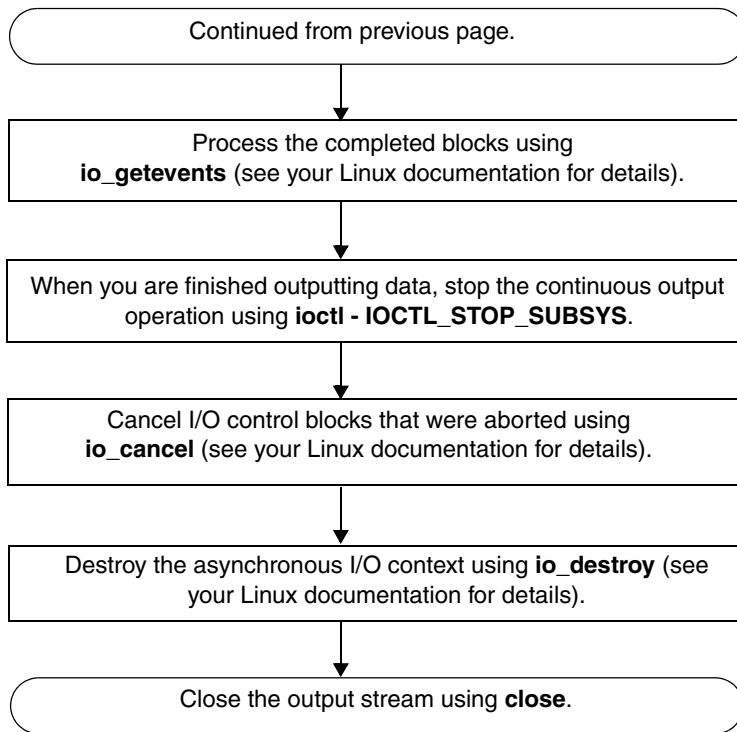 Continued from previous page.
Process the completed blocks using
io_getevents (see your Linux documentation for details).
When you are finished outputting data, stop the continuous output
operation using ioctl - IOCTL_STOP_SUBSYS.
Cancel I/O control blocks that were aborted using
io_cancel (see your Linux documentation for details).
Destroy the asynchronous I/O context using io_destroy (see
your Linux documentation for details).
Close the output stream using close.